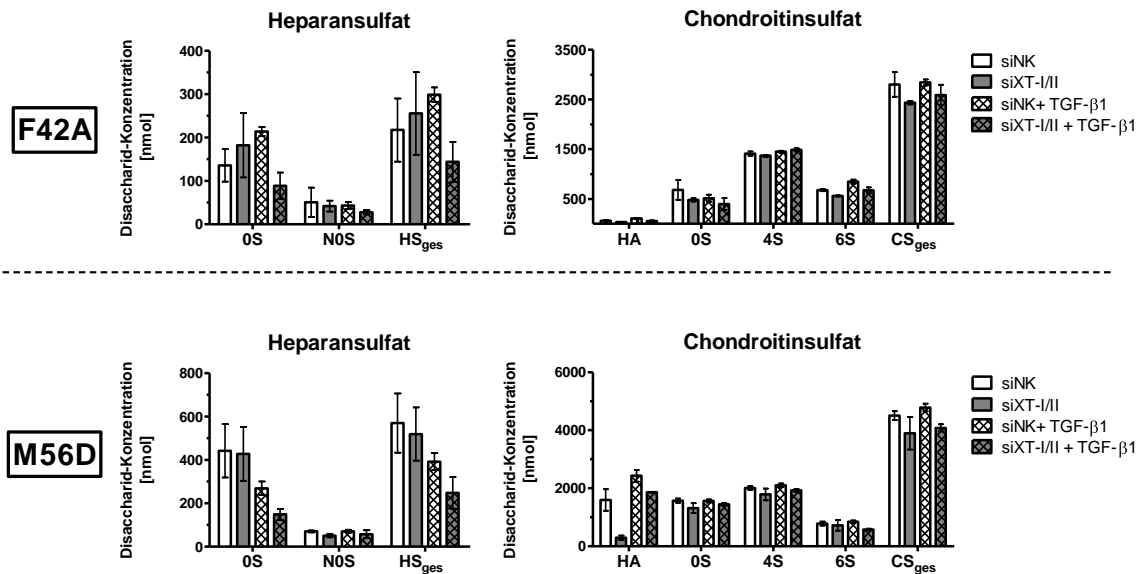 Heparansulfat
Chondroitinsulfat
F42A
Disaccharid-Konzentration
[nmol]
400
300
200
100
0
0S N0S HSges
Disaccharid-Konzentration
[nmol]
3500
2500
1500
500
HA 0S 4S 6S CSges
siNK
siXT-I/II
siNK+ TGF-β1
siXT-I/II + TGF-β1
Heparansulfat
Chondroitinsulfat
M56D
Disaccharid-Konzentration
[nmol]
800
600
400
200
0
0S N0S HSges
Disaccharid-Konzentration
[nmol]
6000
4000
2000
0
HA 0S 4S 6S CSges
siNK
siXT-I/II
siNK+ TGF-β1
siXT-I/II + TGF-β1